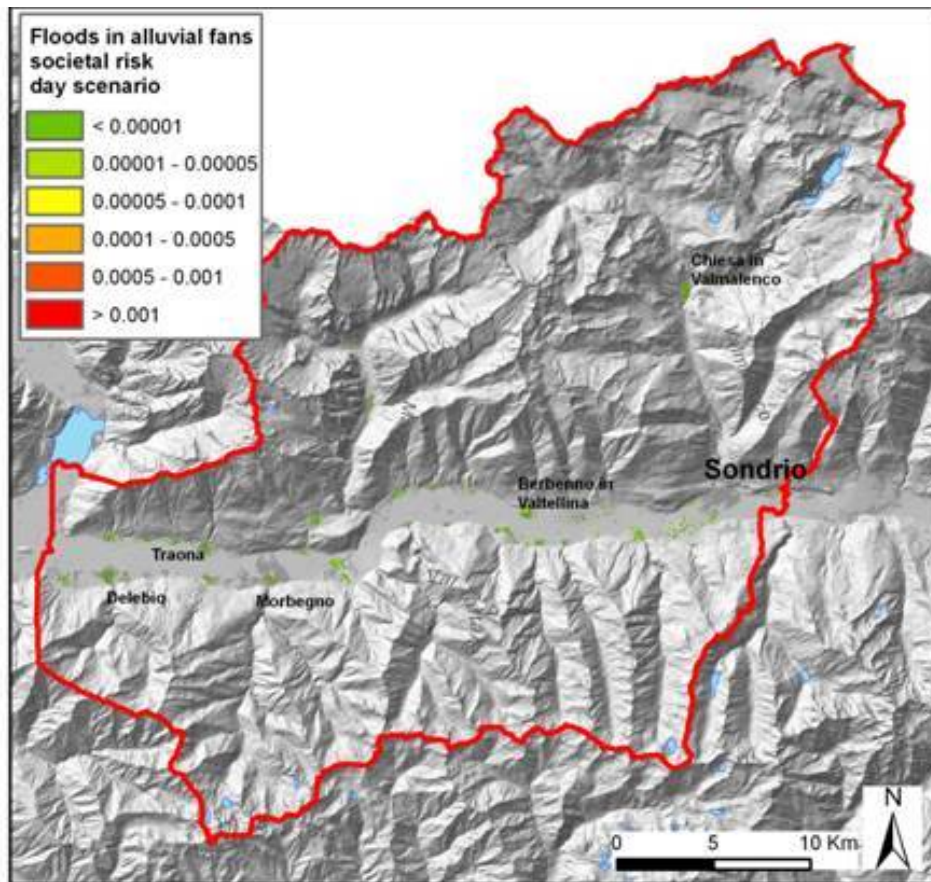 Floods in alluvial fans
societal risk
day scenario
< 0.00001
0.00001 - 0.00005
0.00005 - 0.0001
0.0001 - 0.0005
0.0005 - 0.001
> 0.001
Chiesa in
Valmalenco
Sondrio
Berbenno in
Valtellina
Traona
Delebio
Morbegno
N
0 5 10 Km